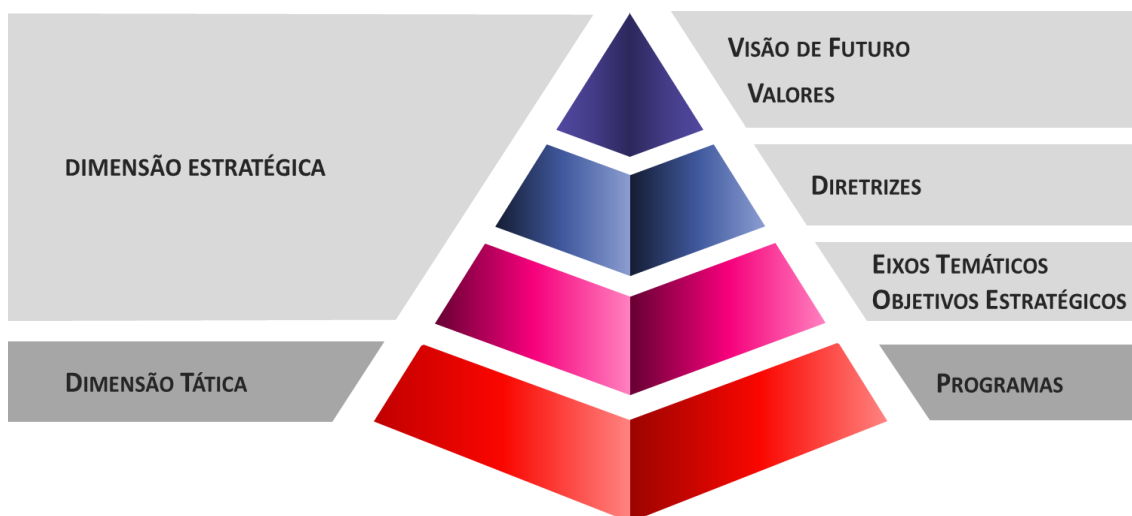 VISÃO DE FUTURO
VALORES
DIMENSÃO ESTRATÉGICA
DIRETRIZES
EIXOS TEMÁTICOS
OBJETIVOS ESTRATÉGICOS
DIMENSÃO TÁTICA
PROGRAMAS